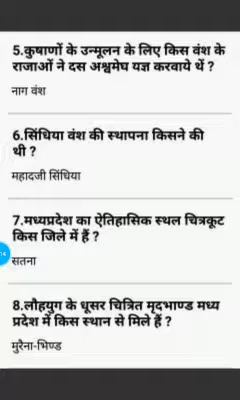 5.कुषाणों के उन्मूलन के लिए किस वंश के
राजाओं ने दस अश्वमेघ यज्ञ करवाये थें ?
नाग वंश
6.सिंधिया वंश की स्थापना किसने की
थी ?
महादजी सिंधिया
7.मध्यप्रदेश का ऐतिहासिक स्थल चित्रकूट
किस जिले में हैं ?
सतना
8.लौहयुग के धूसर चित्रित मृदभाण्ड मध्य
प्रदेश में किस स्थान से मिले हैं ?
मुरैना-भिण्ड